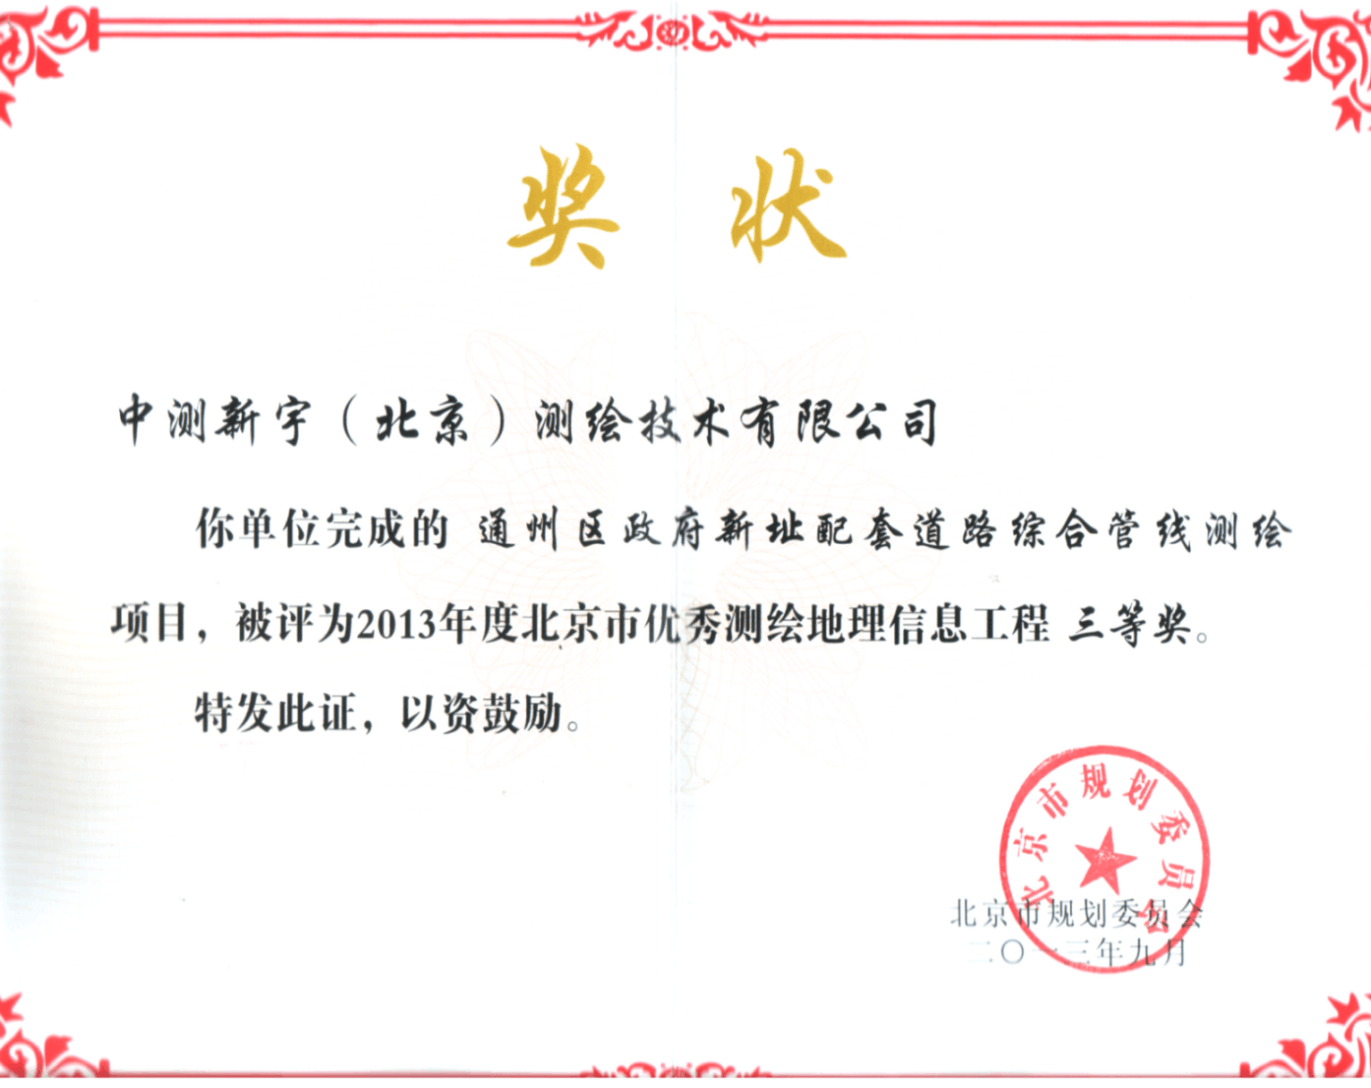 奖状
中测新宇（北京）测绘技术有限公司
你单位完成的 通州区政府新址配套道路综合管线测绘
项目，被评为2013年度北京市优秀测绘地理信息工程 三等奖。
特发此证，以资鼓励。
北京市规划委员会
北京市规划委员会
二〇一三年九月